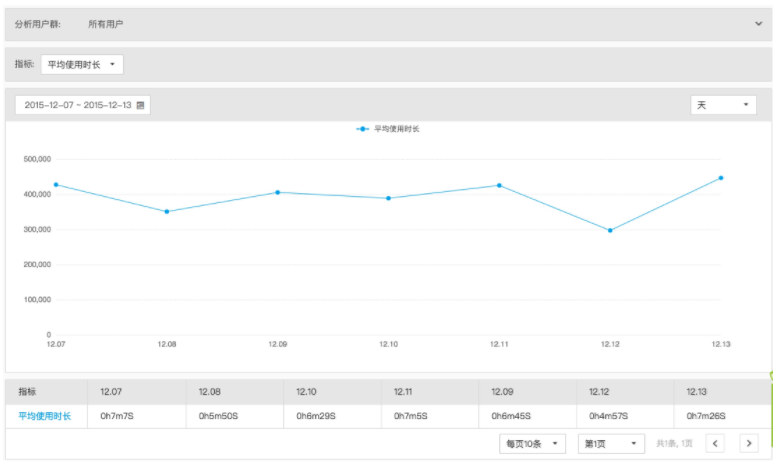 分析用户群: 所有用户
指标: 平均使用时长
2015-12-07 ~ 2015-12-13 天
平均使用时长
500,000
400,000
300,000
200,000
100,000
0
12.07 12.08 12.09 12.10 12.11 12.12 12.13
指标 12.07 12.08 12.10 12.11 12.09 12.12 12.13
平均使用时长 0h7m7S 0h5m50S 0h6m29S 0h7m5S 0h6m45S 0h4m57S 0h7m26S
每页10条 第1页 共1条, 1页